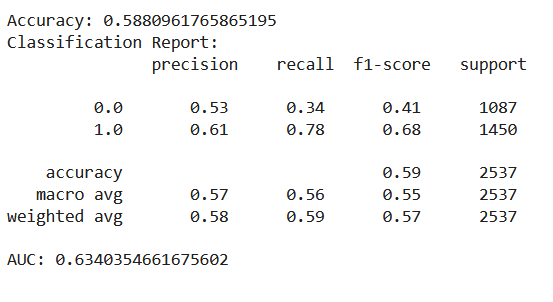 Accuracy: 0.5880961765865195
Classification Report:
precision recall f1-score support
0.0 0.53 0.34 0.41 1087
1.0 0.61 0.78 0.68 1450
accuracy 0.59 2537
macro avg 0.57 0.56 0.55 2537
weighted avg 0.58 0.59 0.57 2537
AUC: 0.6340354661675602